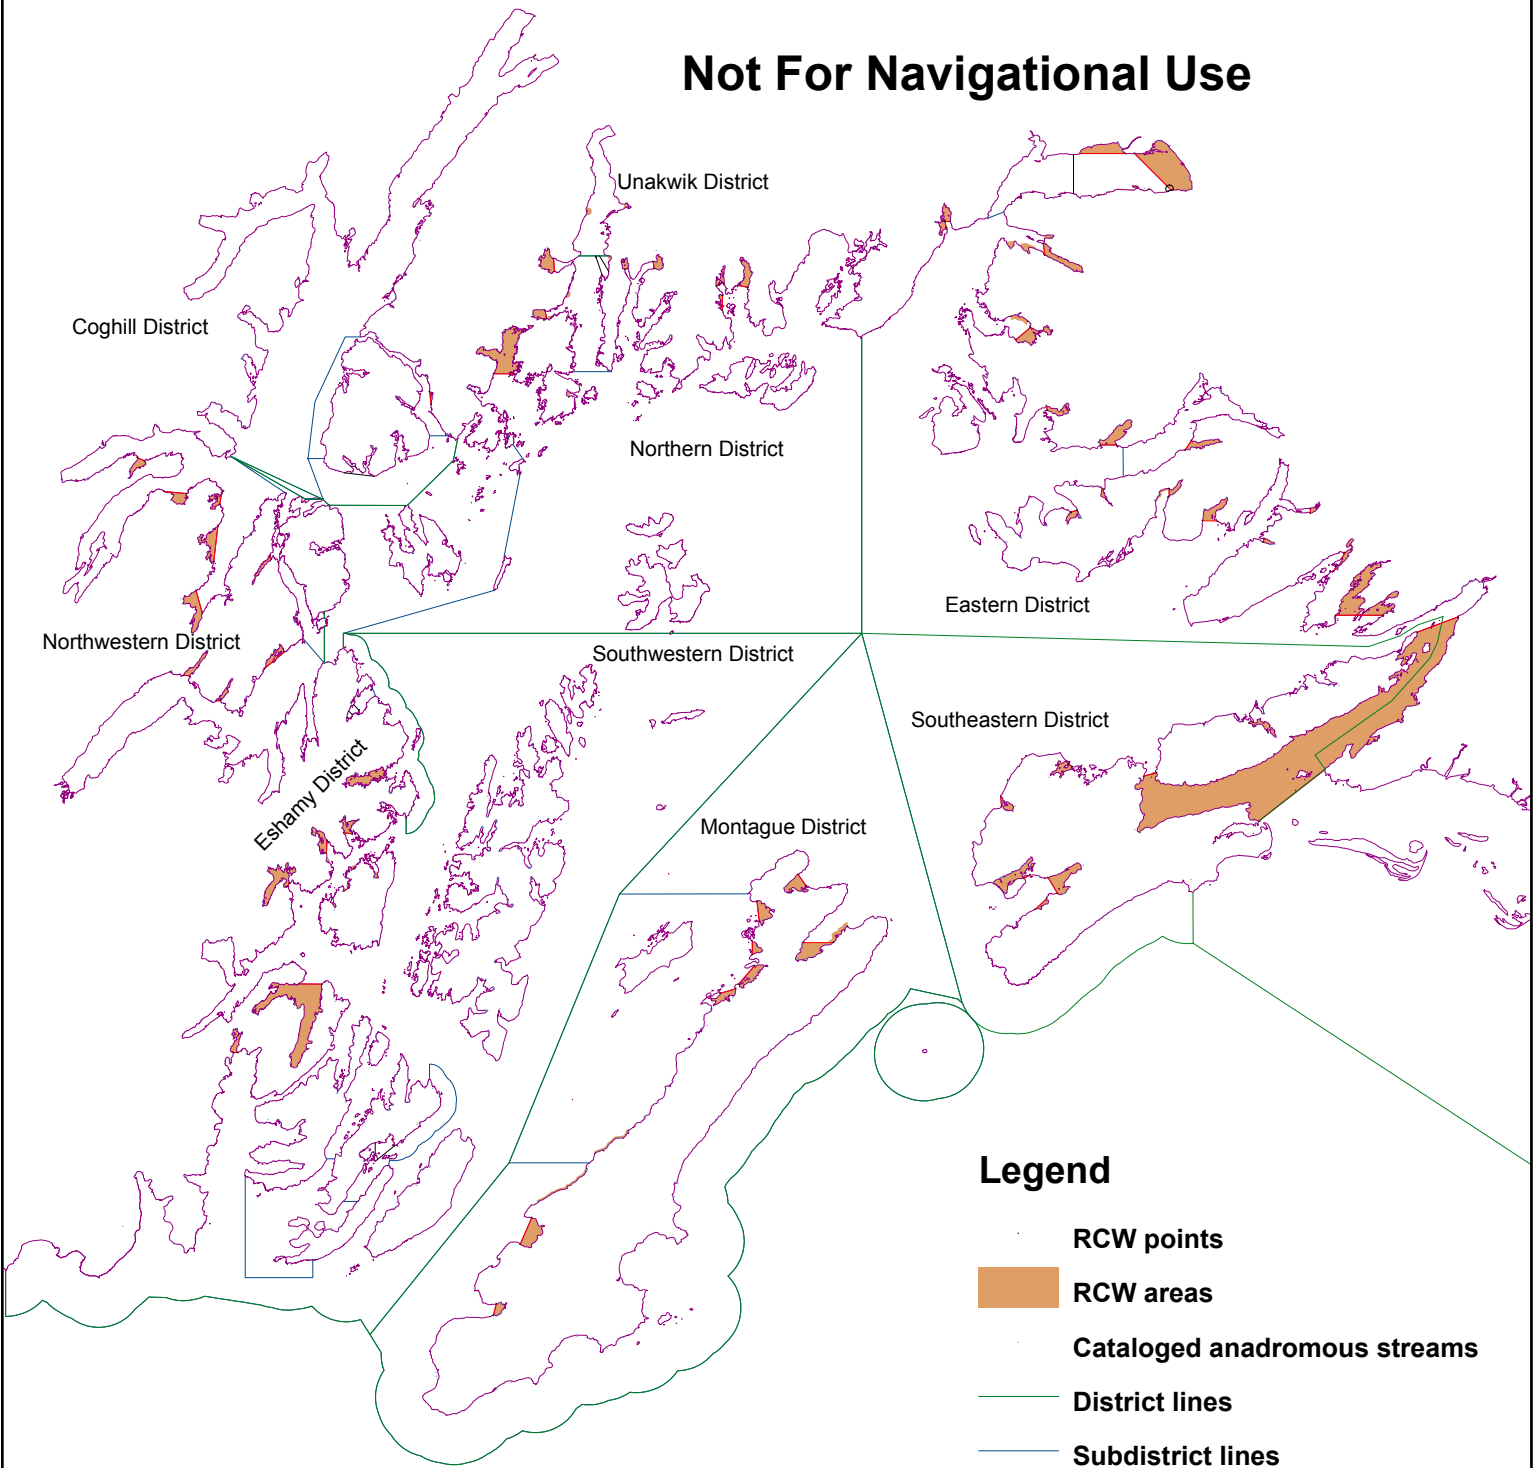 Not For Navigational Use
Unakwik District
Coghill District
Northern District
Eastern District
Northwestern District
Southwestern District
Southeastern District
Eshamy District
Montague District
Legend
RCW points
RCW areas
Cataloged anadromous streams
District lines
Subdistrict lines